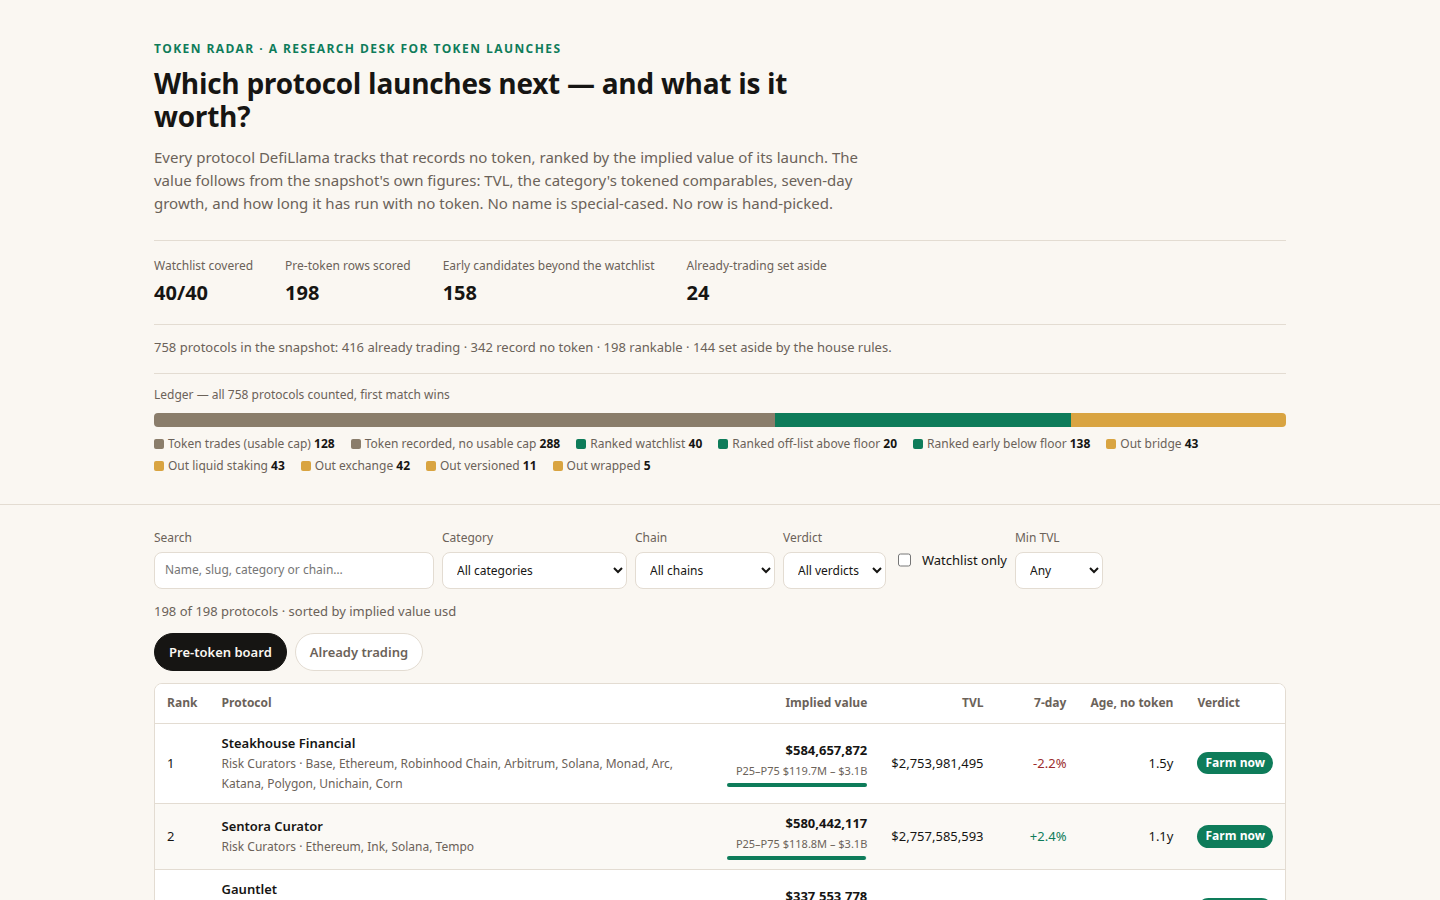 TOKEN RADAR · A RESEARCH DESK FOR TOKEN LAUNCHES
Which protocol launches next — and what is it
worth?
Every protocol DefiLlama tracks that records no token, ranked by the implied value of its launch. The
value follows from the snapshot's own figures: TVL, the category's tokened comparables, seven-day
growth, and how long it has run with no token. No name is special-cased. No row is hand-picked.
Watchlist covered Pre-token rows scored Early candidates beyond the watchlist Already-trading set aside
40/40 198 158 24
758 protocols in the snapshot: 416 already trading · 342 record no token · 198 rankable · 144 set aside by the house rules.
Ledger — all 758 protocols counted, first match wins
Token trades (usable cap) 128 Token recorded, no usable cap 288 Ranked watchlist 40 Ranked off-list above floor 20 Ranked early below floor 138 Out bridge 43
Out liquid staking 43 Out exchange 42 Out versioned 11 Out wrapped 5
Search Category Chain Verdict Min TVL
Name, slug, category or chain... All categories All chains All verdicts Watchlist only Any
198 of 198 protocols · sorted by implied value usd
Pre-token board Already trading
Rank Protocol Implied value TVL 7-day Age, no token Verdict
1 Steakhouse Financial $584,657,872 $2,753,981,495 -2.2% 1.5y Farm now
Risk Curators · Base, Ethereum, Robinhood Chain, Arbitrum, Solana, Monad, Arc, P25–P75 $119.7M – $3.1B
Katana, Polygon, Unichain, Corn
2 Sentora Curator $580,442,117 $2,757,585,593 +2.4% 1.1y Farm now
Risk Curators · Ethereum, Ink, Solana, Tempo P25–P75 $118.8M – $3.1B
Gauntlet $337,553,778